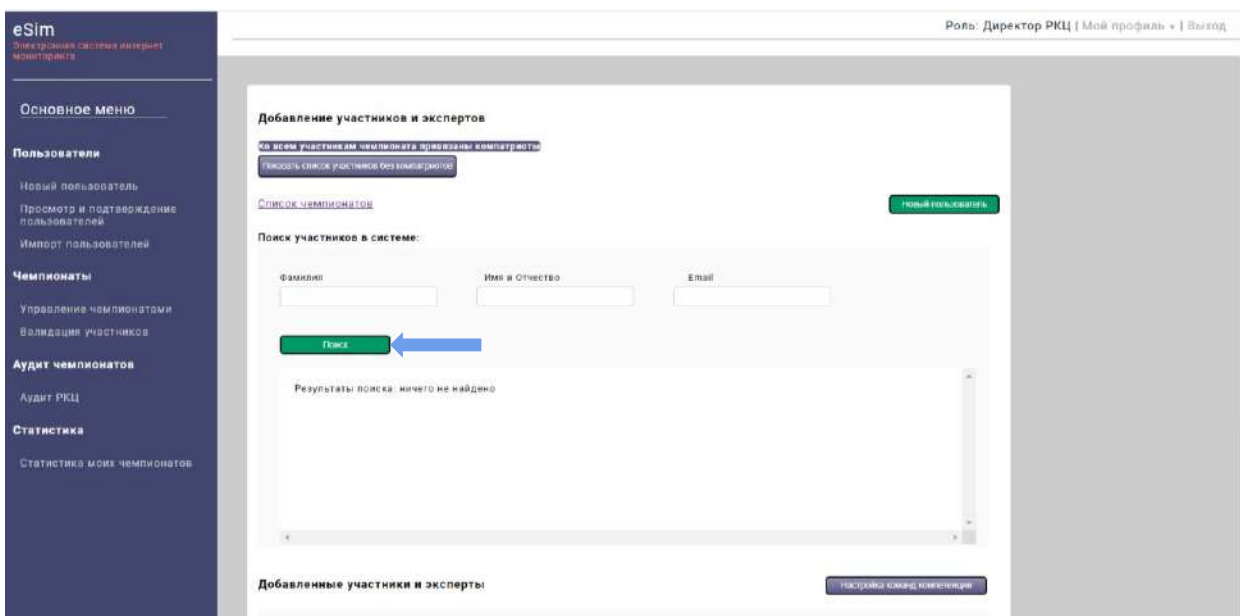 eSim
Электронная система интернет
мониторинга
Роль: Директор РКЦ | Мой профиль | Выход
Основное меню
Пользователи
Новый пользователь
Просмотр и подтверждение
пользователей
Импорт пользователей
Чемпионаты
Управление чемпионатами
Валидация участников
Аудит чемпионатов
Аудит РКЦ
Статистика
Статистика моих чемпионатов
Добавление участников и экспертов
Ко всем участникам чемпионата привязаны компатриоты
Показать список участников без компатриотов
Список чемпионатов
Новый пользователь
Поиск участников в системе:
Фамилия Имя и Отчество Email
Поиск
Результаты поиска: ничего не найдено
Добавленные участники и эксперты
Настройка команд компетенции